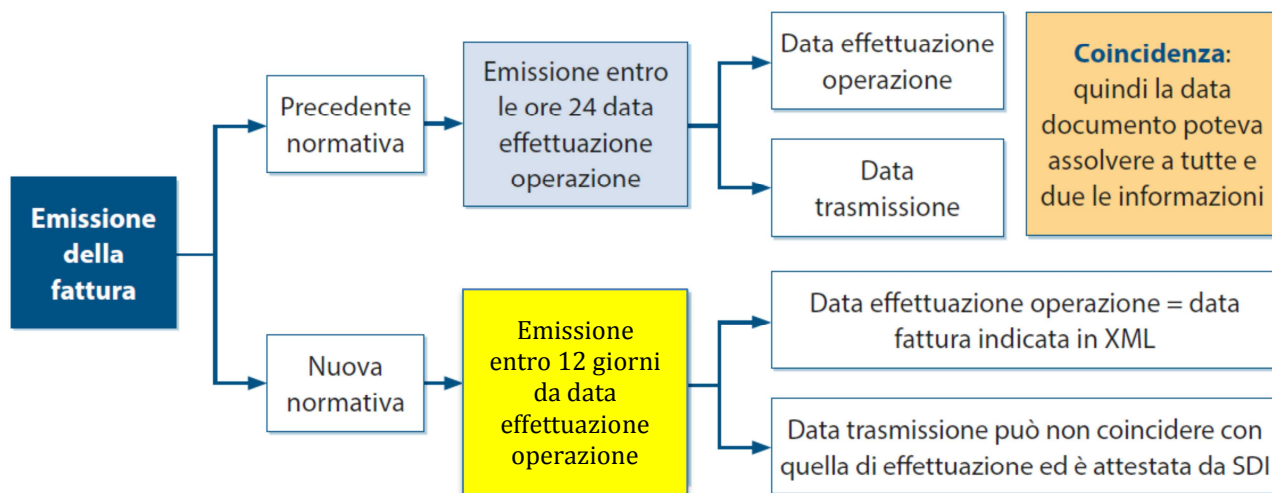 Emissione
della
fattura
Precedente
normativa
Emissione entro
le ore 24 data
effettuazione
operazione
Data effettuazione
operazione
Data
trasmissione
Coincidenza:
quindi la data
documento poteva
assolvere a tutte e
due le informazioni
Nuova
normativa
Emissione
entro 12 giorni
da data
effettuazione
operazione
Data effettuazione operazione = data
fattura indicata in XML
Data trasmissione può non coincidere con
quella di effettuazione ed è attestata da SDI